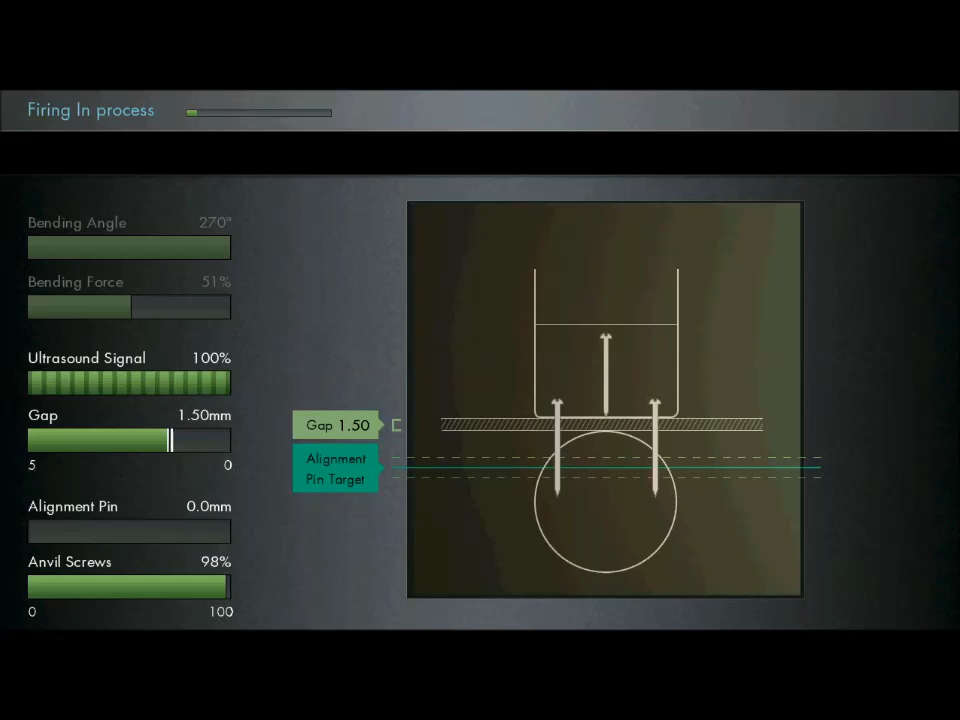 Firing In process
Bending Angle 270°
Bending Force 51%
Ultrasound Signal 100%
Gap 1.50mm
5 0
Alignment Pin 0.0mm
Anvil Screws 98%
0 100
Gap 1.50
Alignment
Pin Target